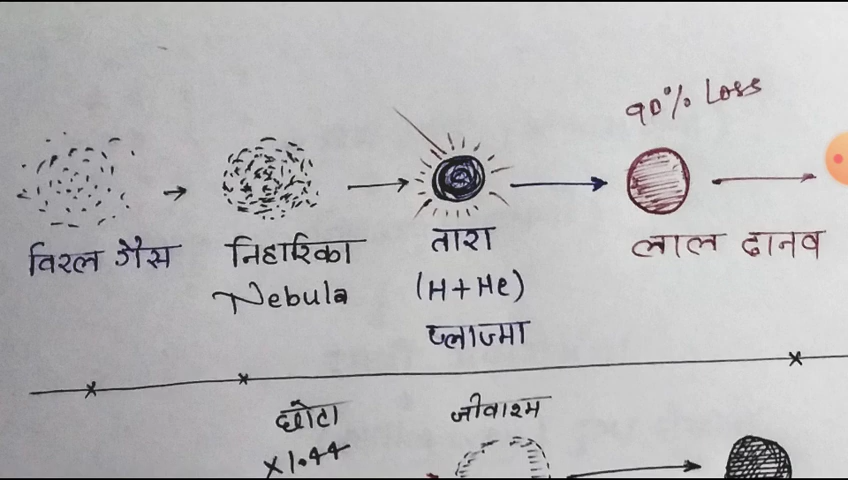 90% Loss
विरल गैस
निहारिका
Nebula
तारा
(H+He)
प्लाज्मा
लाल दानव
छोटा
×1.44
जीवाश्म